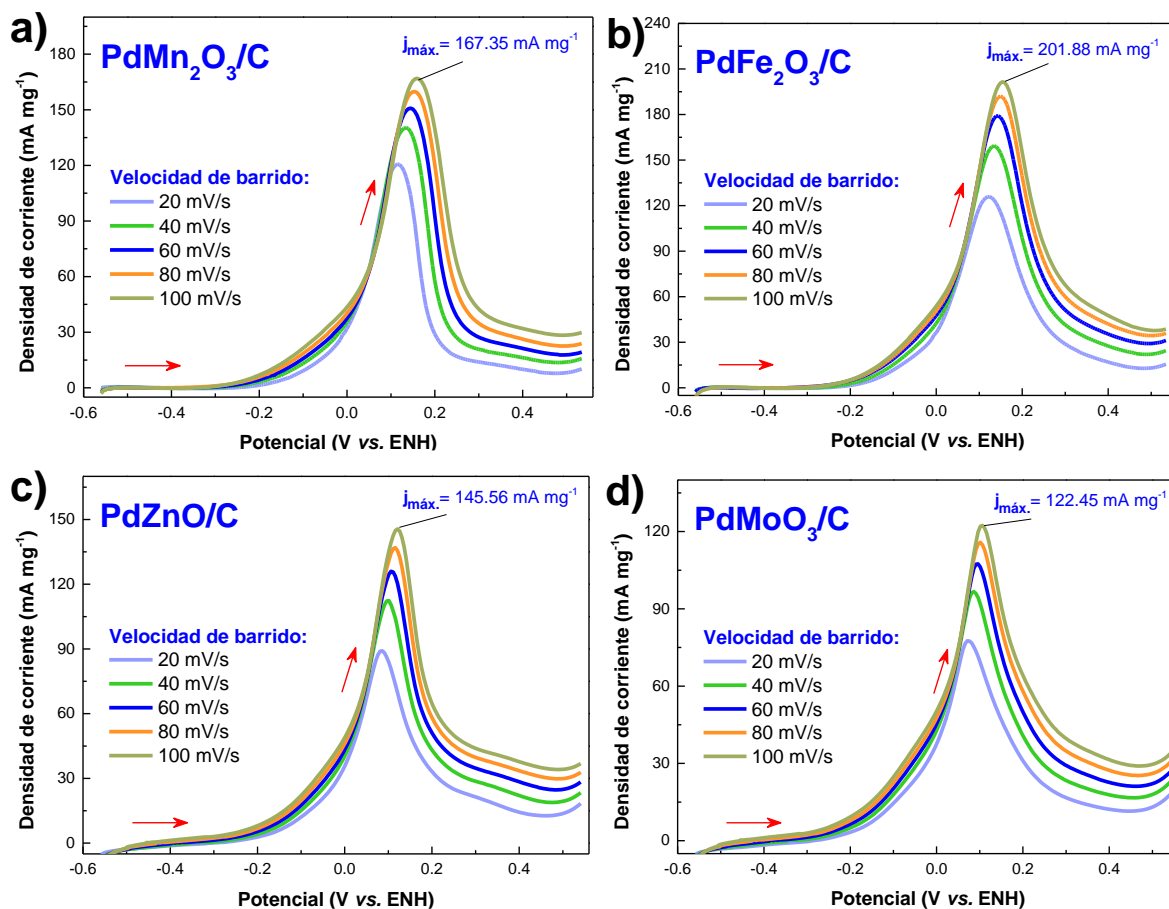 a)
PdMn₂O₃/C
jmáx.= 167.35 mA mg⁻¹
Velocidad de barrido:
20 mV/s
40 mV/s
60 mV/s
80 mV/s
100 mV/s
Densidad de corriente (mA mg⁻¹)
180
150
120
90
60
30
0
-0.6 -0.4 -0.2 0.0 0.2 0.4
Potencial (V vs. ENH)
b)
PdFe₂O₃/C
jmáx.= 201.88 mA mg⁻¹
Velocidad de barrido:
20 mV/s
40 mV/s
60 mV/s
80 mV/s
100 mV/s
Densidad de corriente (mA mg⁻¹)
240
210
180
150
120
90
60
30
0
-0.6 -0.4 -0.2 0.0 0.2 0.4
Potencial (V vs. ENH)
c)
PdZnO/C
jmáx.= 145.56 mA mg⁻¹
Velocidad de barrido:
20 mV/s
40 mV/s
60 mV/s
80 mV/s
100 mV/s
Densidad de corriente (mA mg⁻¹)
150
120
90
60
30
0
-0.6 -0.4 -0.2 0.0 0.2 0.4
Potencial (V vs. ENH)
d)
PdMoO₃/C
jmáx.= 122.45 mA mg⁻¹
Velocidad de barrido:
20 mV/s
40 mV/s
60 mV/s
80 mV/s
100 mV/s
Densidad de corriente (mA mg⁻¹)
120
90
60
30
0
-0.6 -0.4 -0.2 0.0 0.2 0.4
Potencial (V vs. ENH)